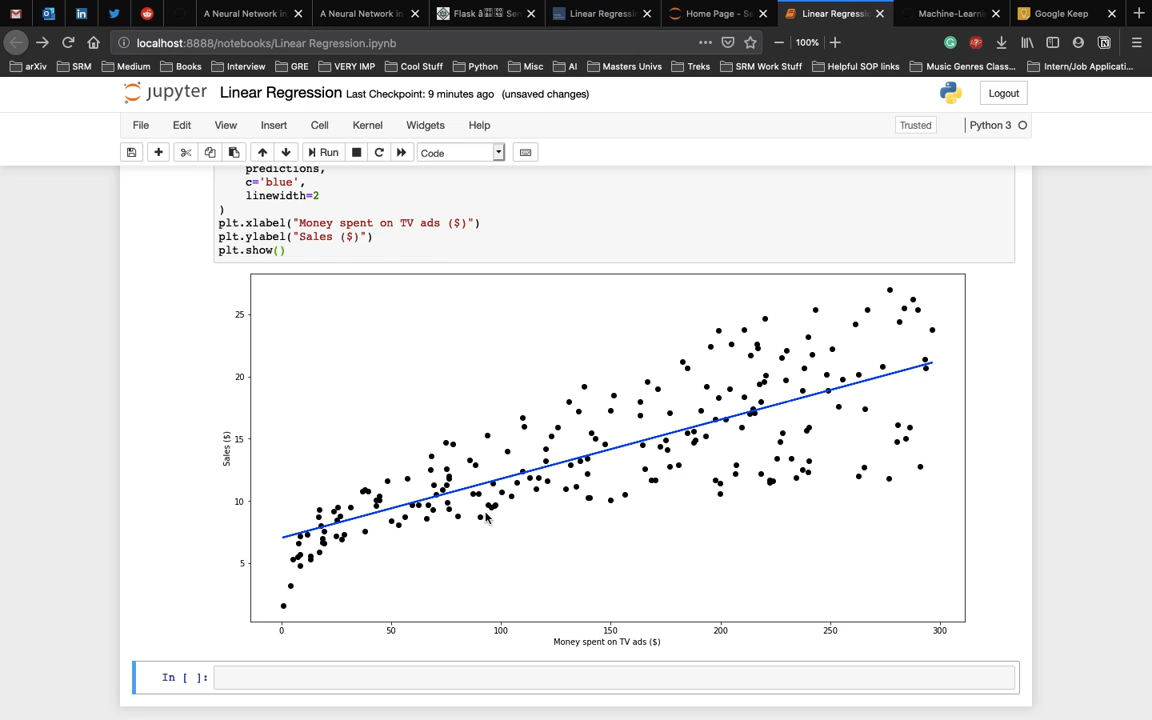 A Neural Network in
A Neural Network in
Flask
Linear Regressi
Home Page - Se
Linear Regressi
Machine-Learni
Google Keep
localhost:8888/notebooks/Linear Regression.ipynb
100%
arXiv SRM Medium Books Interview GRE VERY IMP Cool Stuff Python Misc AI Masters Univs Treks SRM Work Stuff Helpful SOP links Music Genres Class... Intern/Job Applicati...
jupyter Linear Regression Last Checkpoint: 9 minutes ago (unsaved changes) Logout
File Edit View Insert Cell Kernel Widgets Help Trusted Python 3
Run Code
predictions,
c='blue',
linewidth=2
)
plt.xlabel("Money spent on TV ads ($)")
plt.ylabel("Sales ($)")
plt.show()
25
20
15
10
5
Sales ($)
0 50 100 150 200 250 300
Money spent on TV ads ($)
In [ ]: